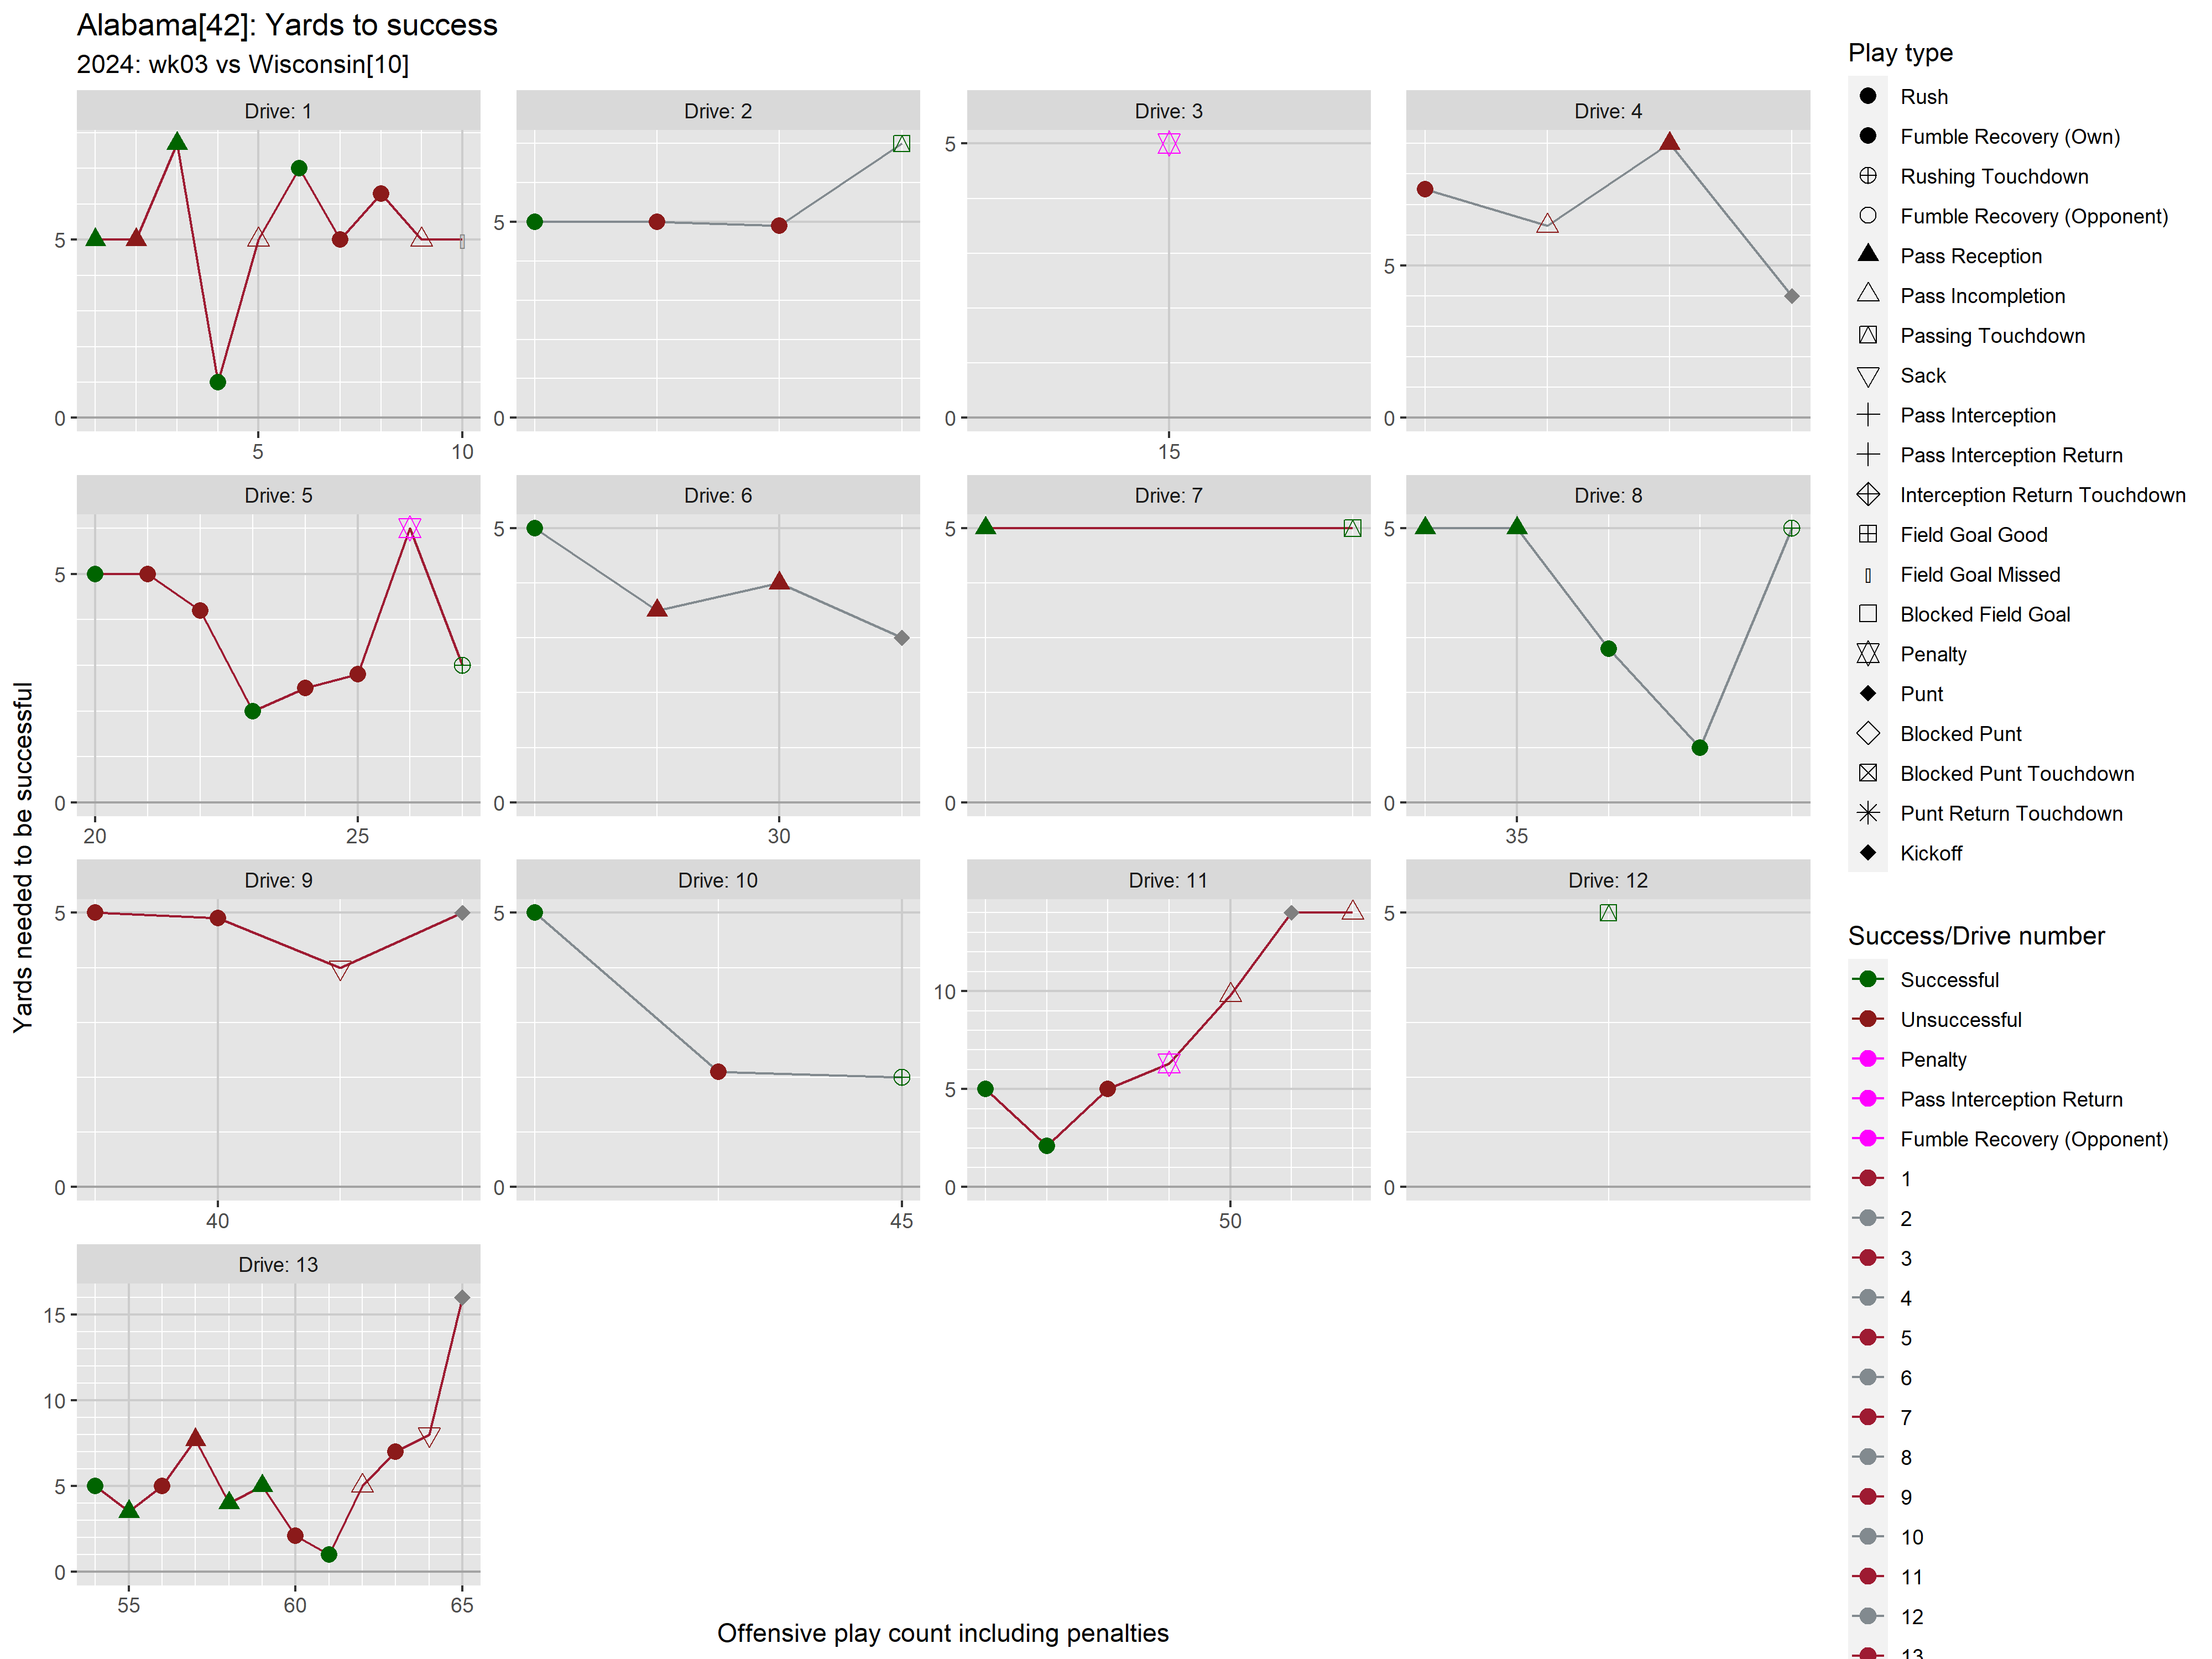 Alabama[42]: Yards to success
2024: wk03 vs Wisconsin[10]
Drive: 1
Drive: 2
Drive: 3
Drive: 4
5
0
5
10
5
0
5
0
15
5
0
Drive: 5
Drive: 6
Drive: 7
Drive: 8
5
0
20
25
5
0
30
5
0
5
0
35
Drive: 9
Drive: 10
Drive: 11
Drive: 12
5
0
40
5
0
45
10
5
0
50
5
0
Drive: 13
15
10
5
0
55
60
65
Yards needed to be successful
Offensive play count including penalties
Play type
Rush
Fumble Recovery (Own)
Rushing Touchdown
Fumble Recovery (Opponent)
Pass Reception
Pass Incompletion
Passing Touchdown
Sack
Pass Interception
Pass Interception Return
Interception Return Touchdown
Field Goal Good
Field Goal Missed
Blocked Field Goal
Penalty
Punt
Blocked Punt
Blocked Punt Touchdown
Punt Return Touchdown
Kickoff
Success/Drive number
Successful
Unsuccessful
Penalty
Pass Interception Return
Fumble Recovery (Opponent)
1
2
3
4
5
6
7
8
9
10
11
12
13